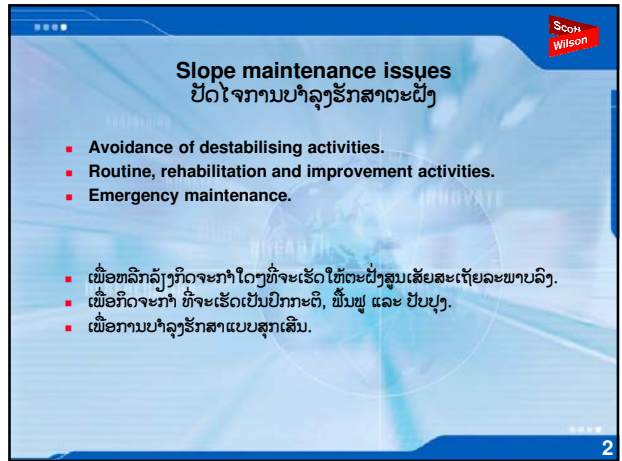 Scott
Wilson
Slope maintenance issues
ປັດໄຈການບຳລຸງຮັກສາຕະຝັ່ງ
Avoidance of destabilising activities.
Routine, rehabilitation and improvement activities.
Emergency maintenance.
INNOVATE
ເພື່ອຫລີກລ້ຽງກິດຈະກຳໃດໆທີ່ຈະເຮັດໃຫ້ຕະຝັ່ງສູນເສັຍສະເຖັຍລະພາບລົງ.
ເພື່ອກິດຈະກຳ ທີ່ຈະເຮັດເປັນປົກກະຕິ, ຟື້ນຟູ ແລະ ປັບປຸງ.
ເພື່ອການບຳລຸງຮັກສາແບບສຸກເສີນ.
2